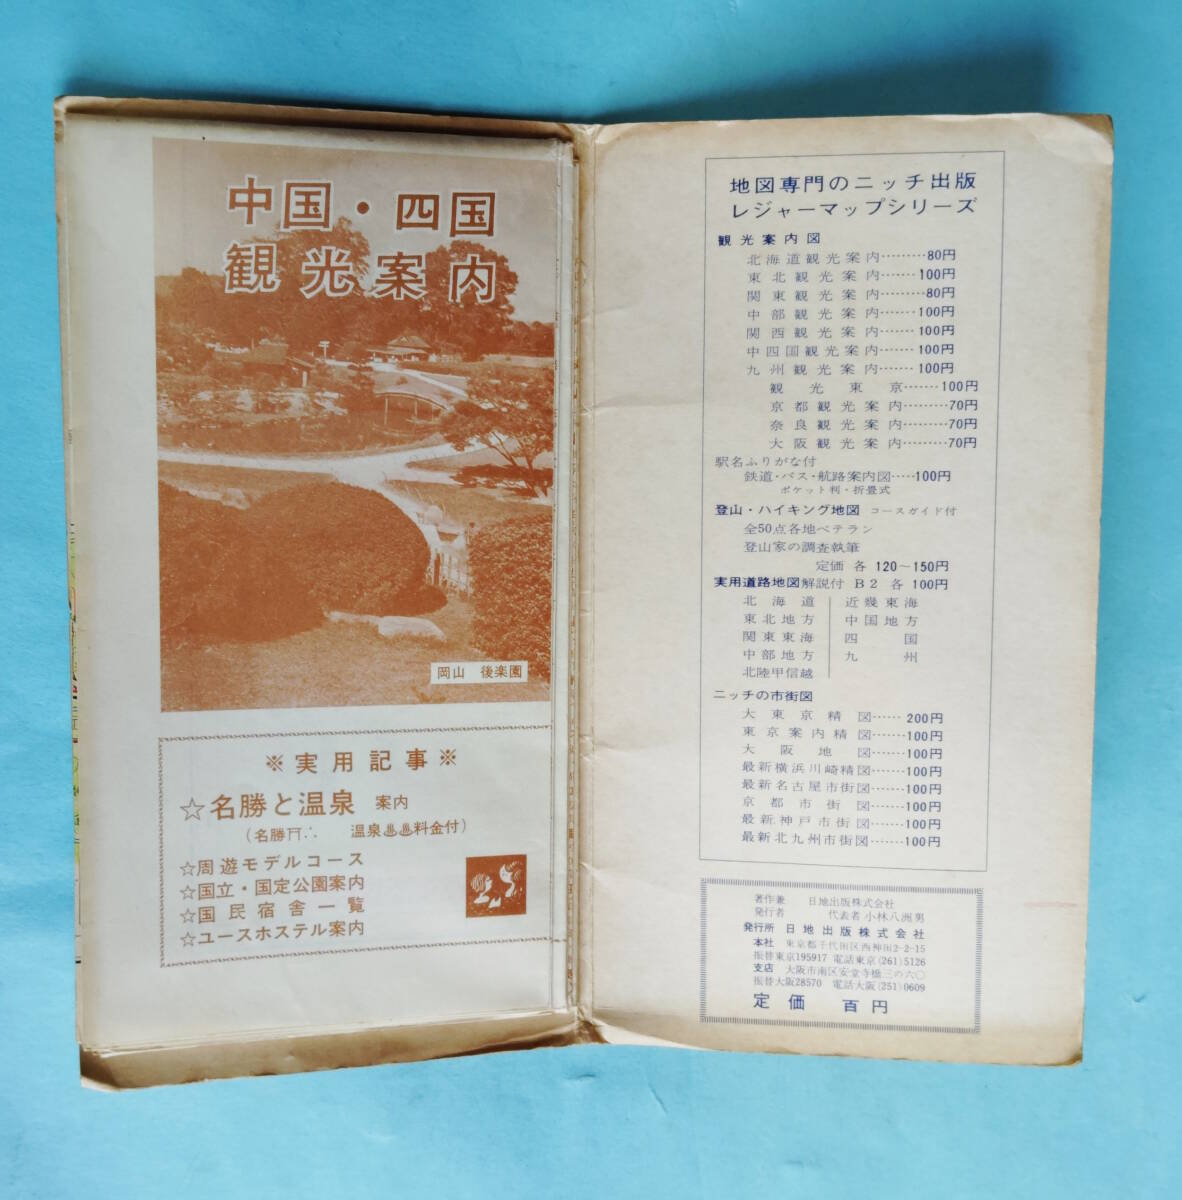 中国・四国
観光案内
岡山 後楽園
※実用記事※
☆名勝と温泉 案内
(名勝⛩∴ 温泉♨♨料金付)
☆周遊モデルコース
☆国立・国定公園案内
☆国民宿舎一覧
☆ユースホステル案内
地図専門のニッチ出版
レジャーマップシリーズ
観光案内図
北海道観光案内………80円
東北観光案内……100円
関東観光案内………80円
中部観光案内……100円
関西観光案内……100円
中四国観光案内……100円
九州観光案内……100円
観光東京……100円
京都観光案内………70円
奈良観光案内………70円
大阪観光案内………70円
駅名ふりがな付
鉄道・バス・航路案内図……100円
ポケット判・折畳式
登山・ハイキング地図 コースガイド付
全50点各地ベテラン
登山家の調査執筆
定価 各 120〜150円
実用道路地図解説付 B2 各 100円
北海道 近畿東海
東北地方 中国地方
関東東海 四国
中部地方 九州
北陸甲信越
ニッチの市街図
大東京精図……200円
東京案内精図……100円
大阪地図……100円
最新横浜川崎精図……100円
最新名古屋市街図……100円
京都市街図……100円
最新神戸市街図……100円
最新北九州市街図……100円
著作兼 日地出版株式会社
発行者 代表者 小林八洲男
発行所 日地出版株式会社
本社 東京都千代田区西神田2-2-15
振替東京195917 電話東京(261)5126
支店 大阪市南区安堂寺橋三の六〇
振替大阪28570 電話大阪(251)0609
定価 百円